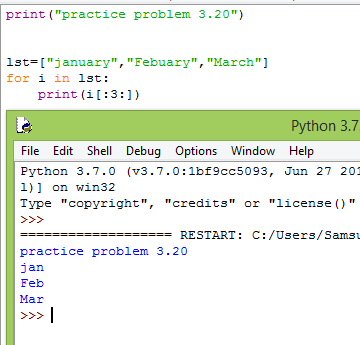 print("practice problem 3.20")
lst=["january","Febuary","March"]
for i in lst:
    print(i[:3:])
Python 3.7
File Edit Shell Debug Options Window Help
Python 3.7.0 (v3.7.0:1bf9cc5093, Jun 27 201
l)] on win32
Type "copyright", "credits" or "license()"
>>>
=================== RESTART: C:/Users/Samsu
practice problem 3.20
jan
Feb
Mar
>>>